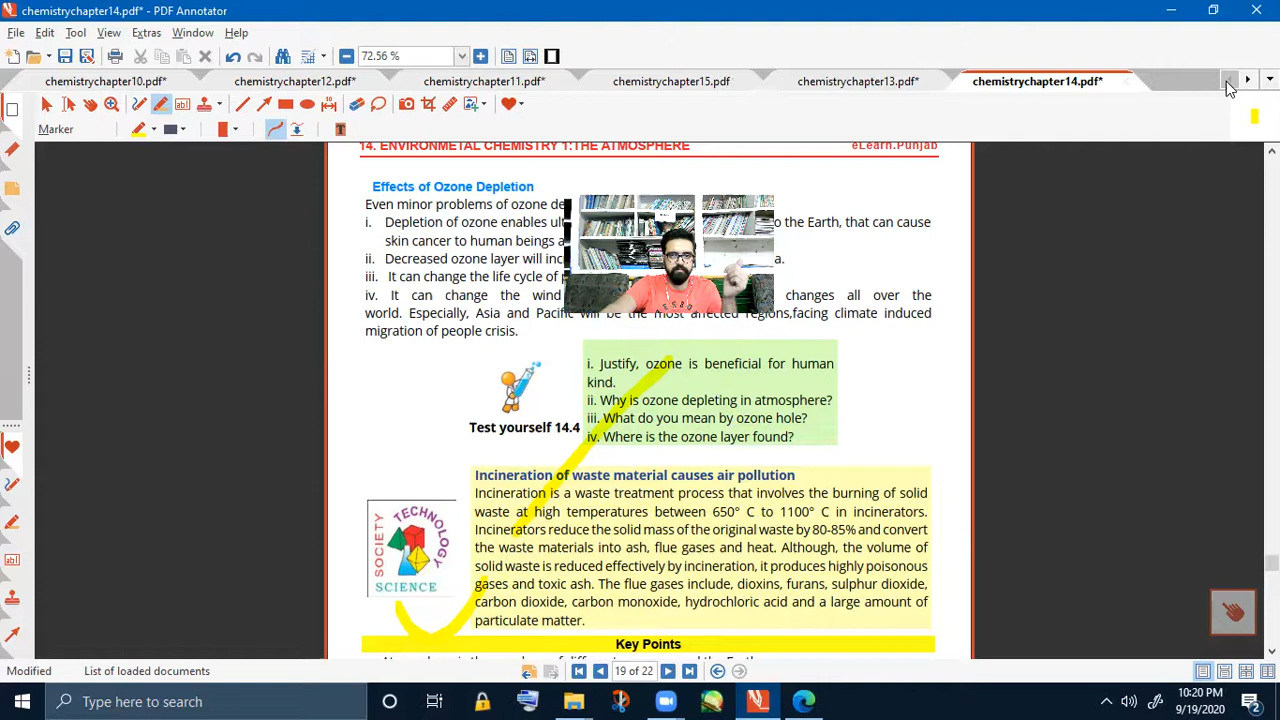 chemistrychapter14.pdf* - PDF Annotator
File Edit Tool View Extras Window Help
72.56 %
chemistrychapter10.pdf* chemistrychapter12.pdf* chemistrychapter11.pdf* chemistrychapter15.pdf chemistrychapter13.pdf* chemistrychapter14.pdf*
Marker
14. ENVIRONMETAL CHEMISTRY 1:THE ATMOSPHERE eLearn.Punjab
Effects of Ozone Depletion
Even minor problems of ozone de
i. Depletion of ozone enables ul o the Earth, that can cause
skin cancer to human beings a
ii. Decreased ozone layer will inc a.
iii. It can change the life cycle of
iv. It can change the wind changes all over the
world. Especially, Asia and Pacific will be the most affected regions,facing climate induced
migration of people crisis.
i. Justify, ozone is beneficial for human
kind.
ii. Why is ozone depleting in atmosphere?
iii. What do you mean by ozone hole?
iv. Where is the ozone layer found?
Test yourself 14.4
Incineration of waste material causes air pollution
Incineration is a waste treatment process that involves the burning of solid
waste at high temperatures between 650° C to 1100° C in incinerators.
Incinerators reduce the solid mass of the original waste by 80-85% and convert
the waste materials into ash, flue gases and heat. Although, the volume of
solid waste is reduced effectively by incineration, it produces highly poisonous
gases and toxic ash. The flue gases include, dioxins, furans, sulphur dioxide,
carbon dioxide, carbon monoxide, hydrochloric acid and a large amount of
particulate matter.
SOCIETY TECHNOLOGY
SCIENCE
Key Points
Modified List of loaded documents 19 of 22
Type here to search
10:20 PM
9/19/2020
2